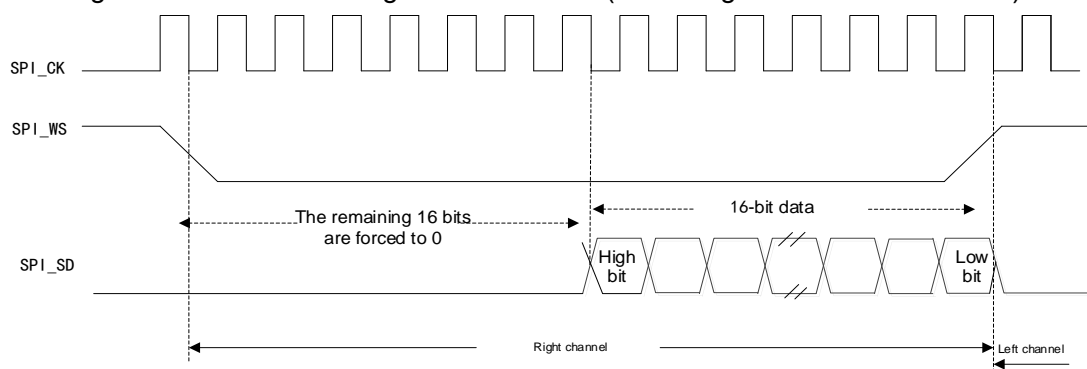 SPI_CK
SPI_WS
The remaining 16 bits
are forced to 0
16-bit data
SPI_SD
High
bit
Low
bit
Right channel
Left channel